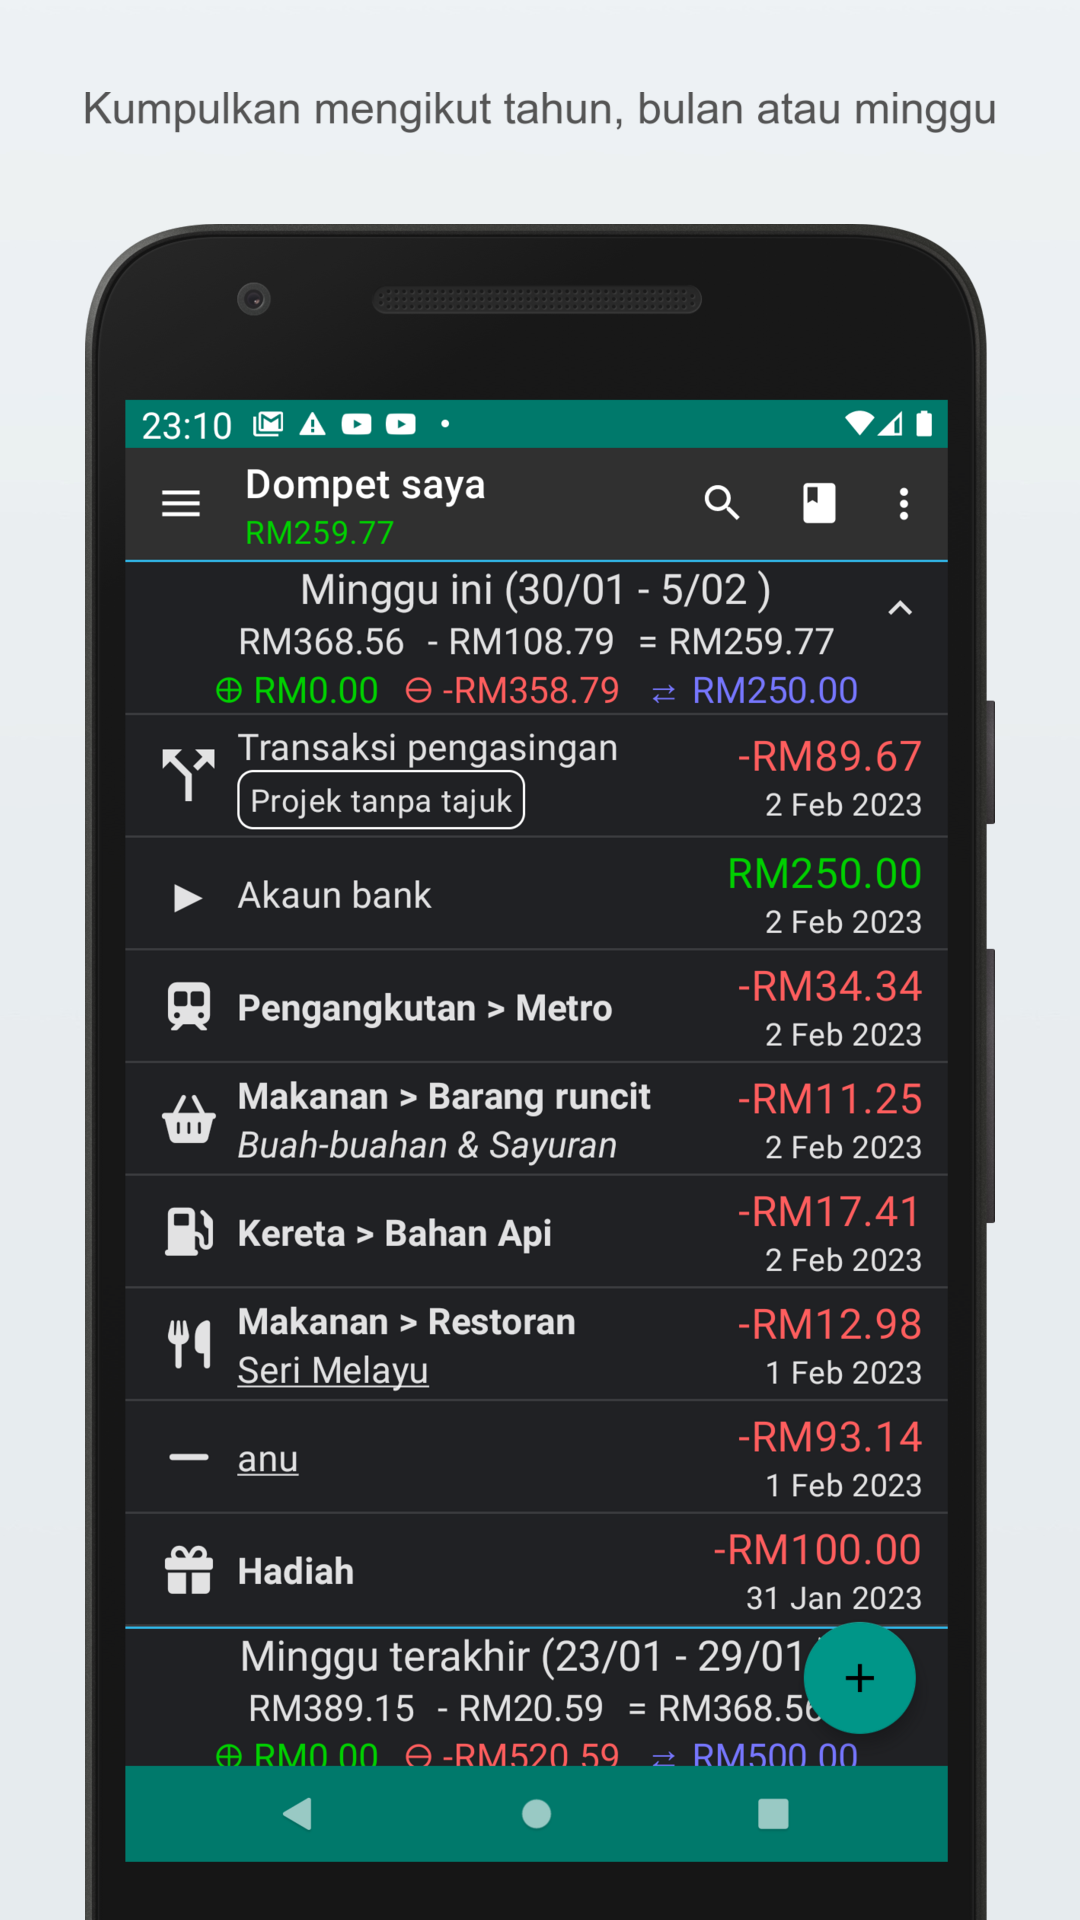 Kumpulkan mengikut tahun, bulan atau minggu
23:10
Dompet saya
RM259.77
Minggu ini (30/01 - 5/02 )
RM368.56 - RM108.79 = RM259.77
⊕ RM0.00 ⊖ -RM358.79 ⇄ RM250.00
Transaksi pengasingan
-RM89.67
Projek tanpa tajuk
2 Feb 2023
Akaun bank
RM250.00
2 Feb 2023
Pengangkutan > Metro
-RM34.34
2 Feb 2023
Makanan > Barang runcit
-RM11.25
Buah-buahan & Sayuran
2 Feb 2023
Kereta > Bahan Api
-RM17.41
2 Feb 2023
Makanan > Restoran
-RM12.98
Seri Melayu
1 Feb 2023
anu
-RM93.14
1 Feb 2023
Hadiah
-RM100.00
31 Jan 2023
Minggu terakhir (23/01 - 29/01
RM389.15 - RM20.59 = RM368.56
⊕ RM0.00 ⊖ -RM520.59 ⇄ RM500.00